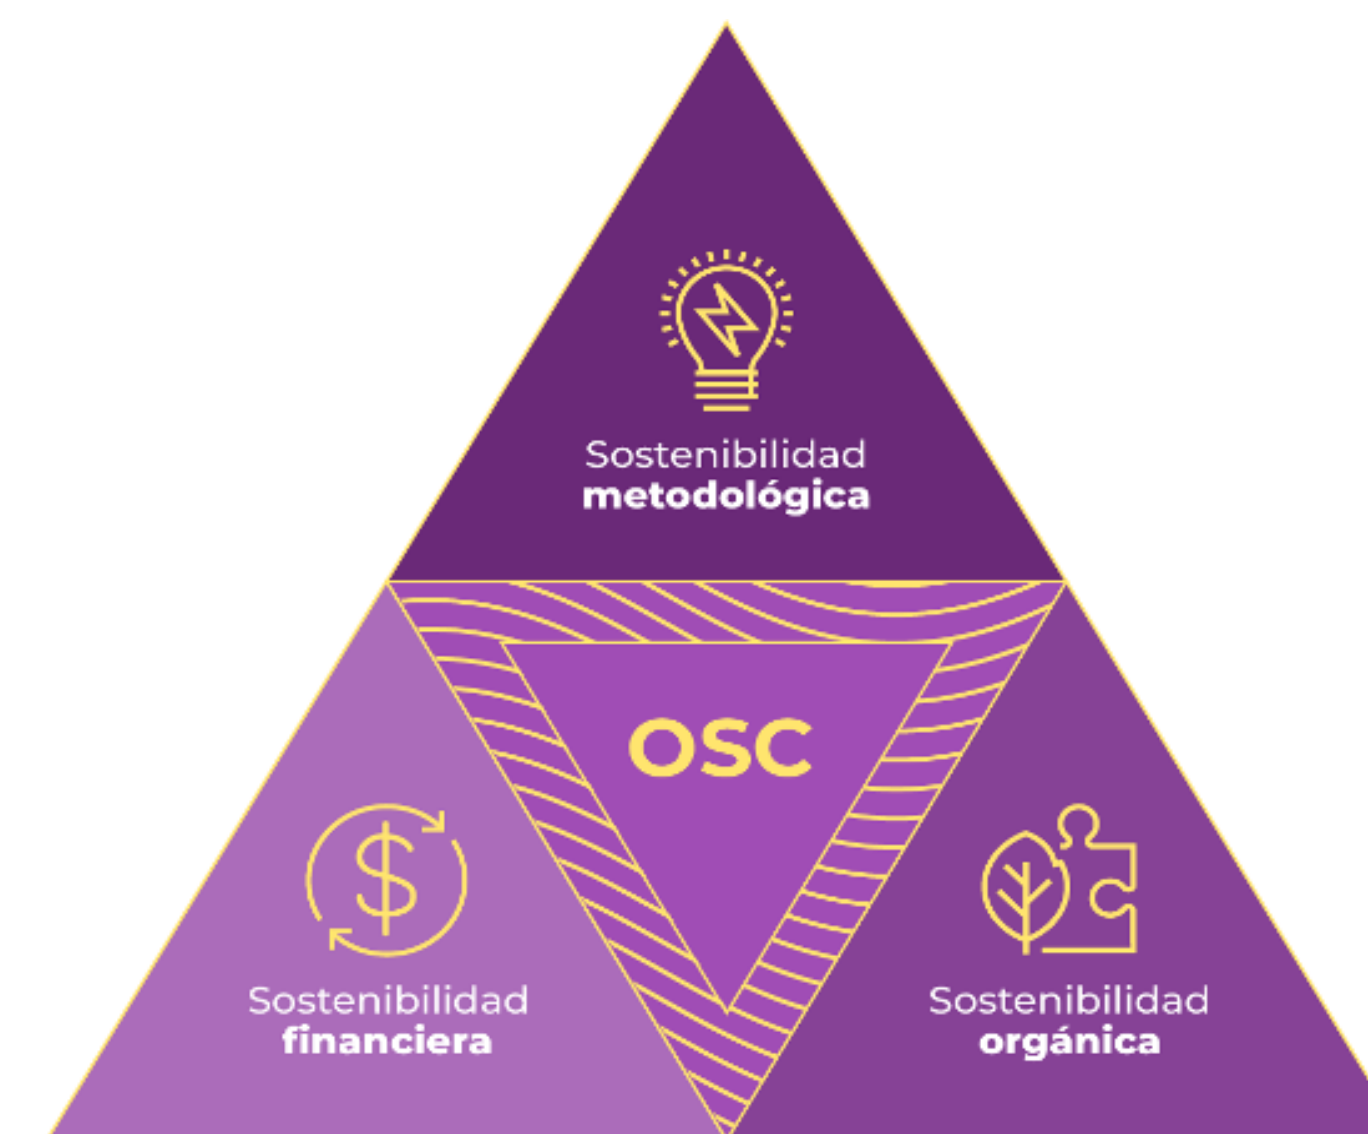 Sostenibilidad
metodológica
OSC
Sostenibilidad
financiera
Sostenibilidad
orgánica